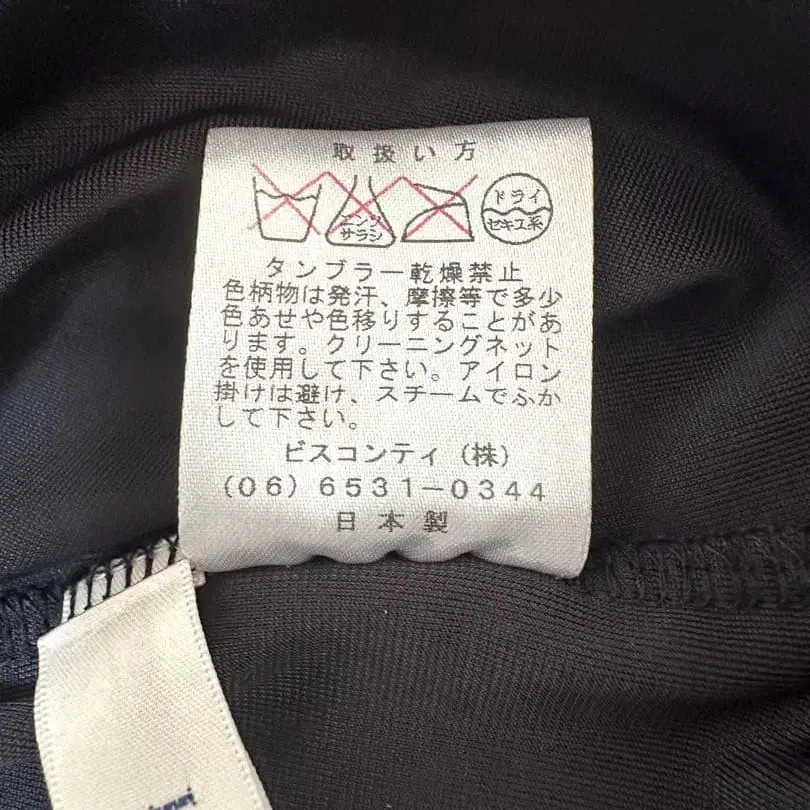 取扱い方
エンソ
サラシ
ドライ
セキユ系
タンブラー乾燥禁止
色柄物は発汗、摩擦等で多少
色あせや色移りすることがあ
ります。クリーニングネット
を使用して下さい。アイロン
掛けは避け、スチームでふか
して下さい。
ビスコンティ(株)
(06)6531-0344
日本製